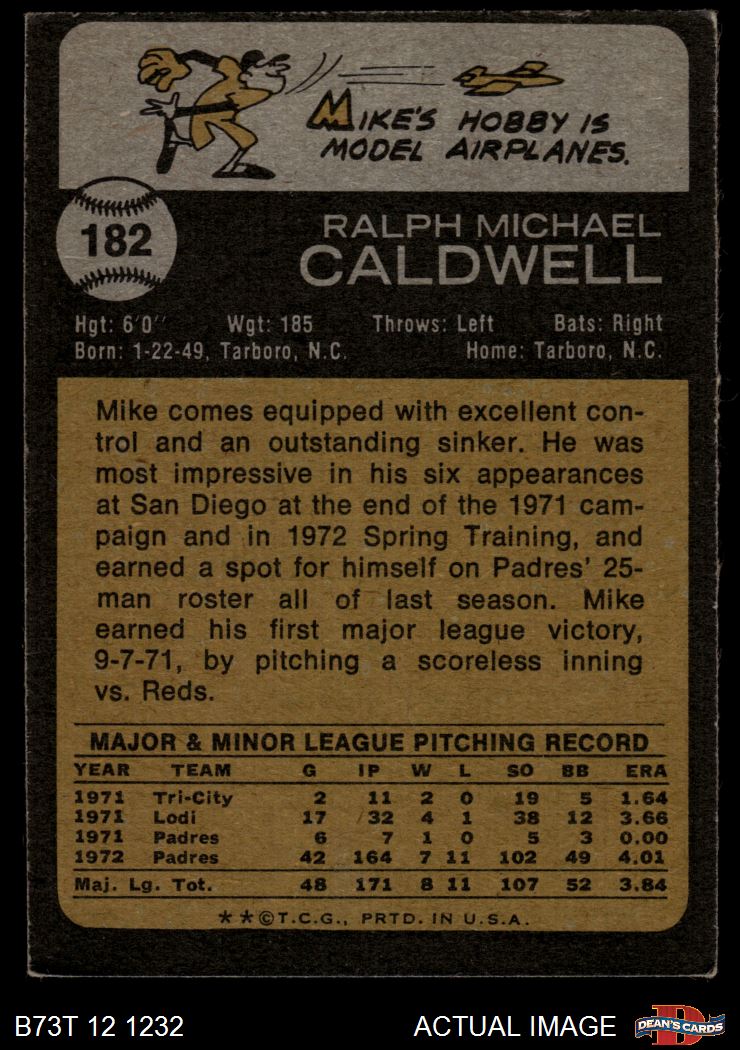 MIKE'S HOBBY IS
MODEL AIRPLANES.
182
RALPH MICHAEL
CALDWELL
Hgt: 6'0" Wgt: 185 Throws: Left Bats: Right
Born: 1-22-49, Tarboro, N.C. Home: Tarboro, N.C.
Mike comes equipped with excellent con-
trol and an outstanding sinker. He was
most impressive in his six appearances
at San Diego at the end of the 1971 cam-
paign and in 1972 Spring Training, and
earned a spot for himself on Padres' 25-
man roster all of last season. Mike
earned his first major league victory,
9-7-71, by pitching a scoreless inning
vs. Reds.
MAJOR & MINOR LEAGUE PITCHING RECORD
YEAR TEAM G IP W L SO BB ERA
1971 Tri-City 2 11 2 0 19 5 1.64
1971 Lodi 17 32 4 1 38 12 3.66
1971 Padres 6 7 1 0 5 3 0.00
1972 Padres 42 164 7 11 102 49 4.01
Maj. Lg. Tot. 48 171 8 11 107 52 3.84
★★©T.C.G., PRTD. IN U.S.A.
B73T 12 1232 ACTUAL IMAGE D DEAN'S CARDS